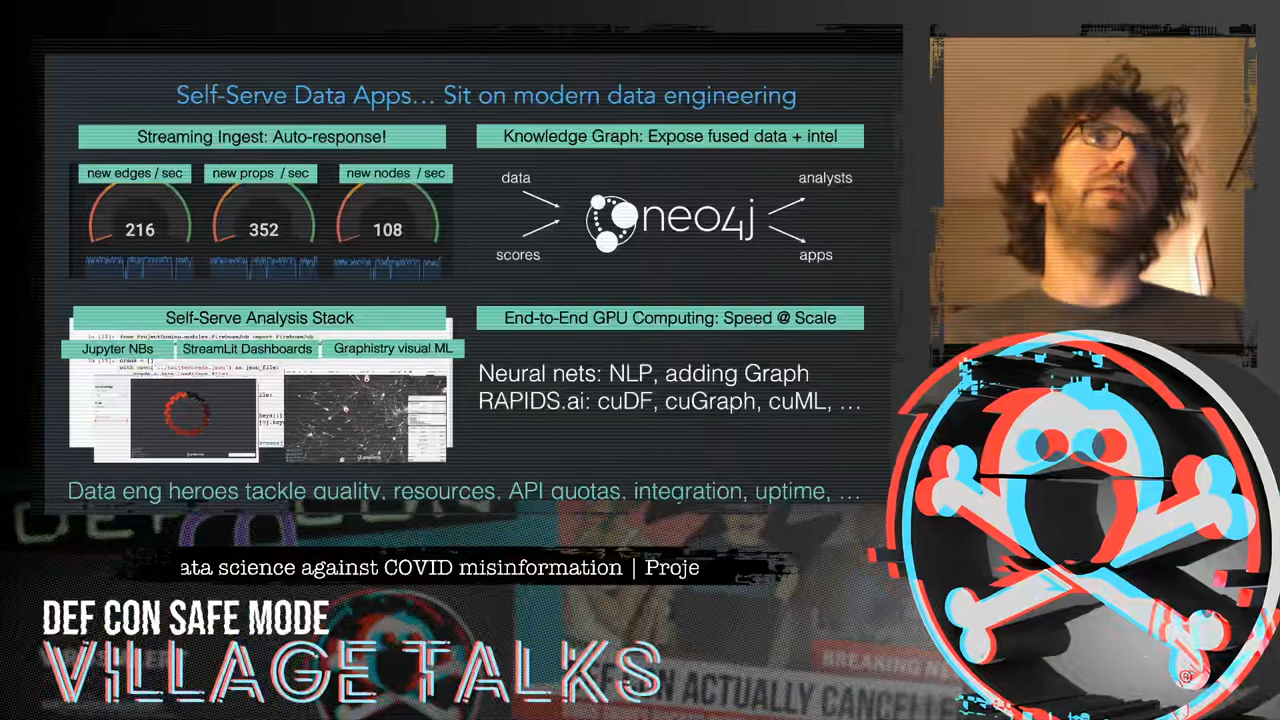 Self-Serve Data Apps... Sit on modern data engineering
Streaming Ingest: Auto-response!
new edges / sec
new props / sec
new nodes / sec
216
352
108
Knowledge Graph: Expose fused data + intel
data
scores
neo4j
analysts
apps
Self-Serve Analysis Stack
Jupyter NBs
StreamLit Dashboards
Graphistry visual ML
End-to-End GPU Computing: Speed @ Scale
Neural nets: NLP, adding Graph
RAPIDS.ai: cuDF, cuGraph, cuML, ...
Data eng heroes tackle quality, resources, API quotas, integration, uptime, ...
ata science against COVID misinformation | Proje
DEF CON SAFE MODE
VILLAGE TALKS
BREAKING NE
ACTUALLY CANCELLE
®